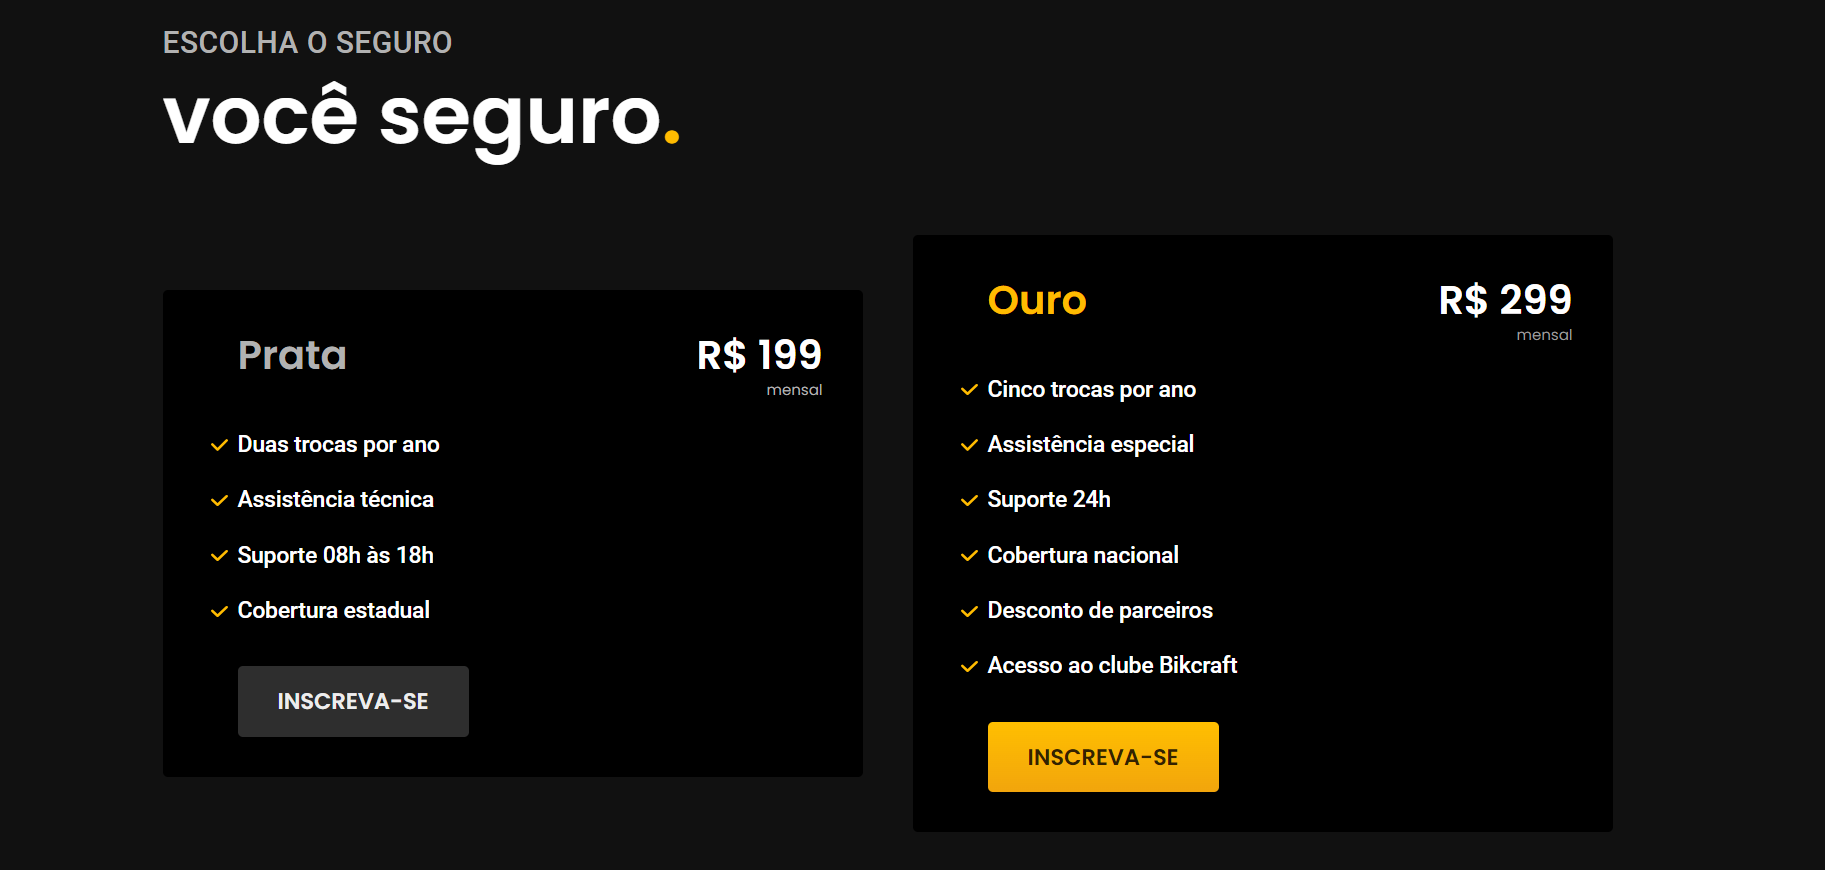 ESCOLHA O SEGURO
você seguro.
Prata
R$ 199
mensal
Duas trocas por ano
Assistência técnica
Suporte 08h às 18h
Cobertura estadual
INSCREVA-SE
Ouro
R$ 299
mensal
Cinco trocas por ano
Assistência especial
Suporte 24h
Cobertura nacional
Desconto de parceiros
Acesso ao clube Bikcraft
INSCREVA-SE